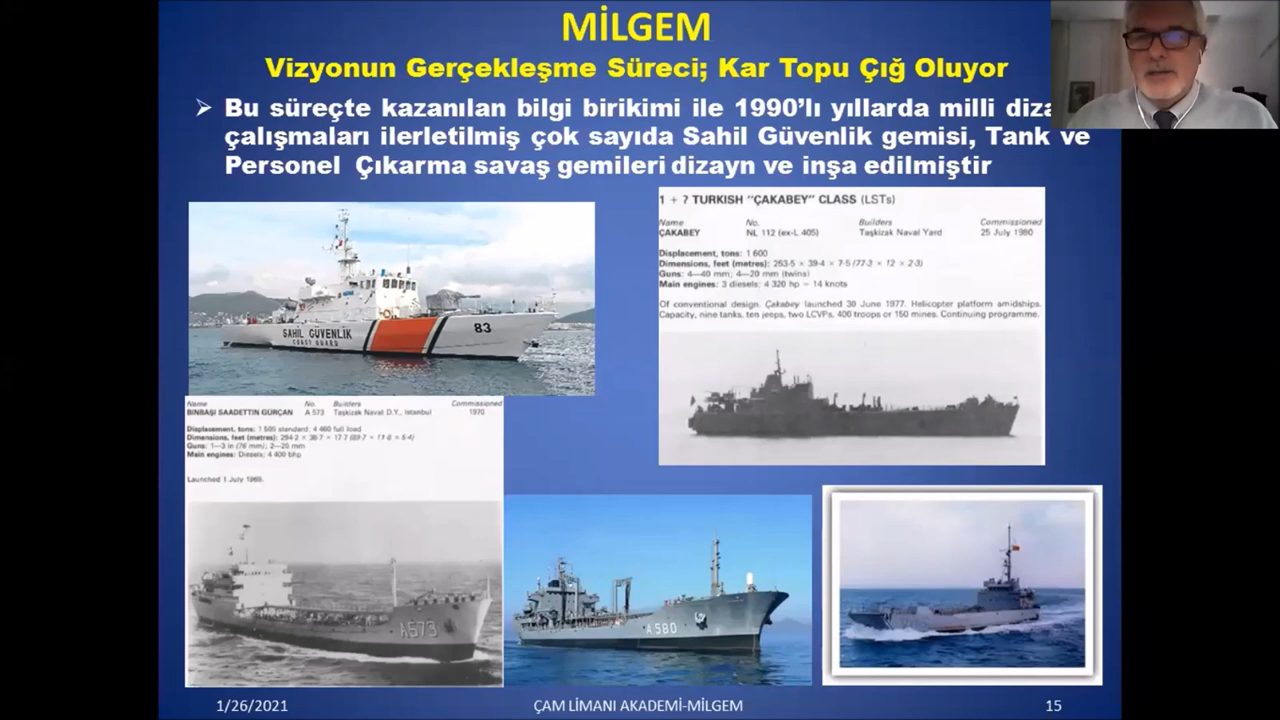 MİLGEM
Vizyonun Gerçekleşme Süreci; Kar Topu Çığ Oluyor
➢ Bu süreçte kazanılan bilgi birikimi ile 1990’lı yıllarda milli
çalışmaları ilerletilmiş çok sayıda Sahil Güvenlik gemisi, Tank ve
Personel Çıkarma savaş gemileri dizayn ve inşa edilmiştir
SAHİL GÜVENLİK
COAST GUARD
83
1 + ? TURKISH "ÇAKABEY" CLASS (LSTs)
Name No. Builders Commissioned
ÇAKABEY NL 112 (ex-L 405) Taşkizak Naval Yard 25 July 1980
Displacement, tons: 1 600
Dimensions, feet (metres): 253·5 × 39·4 × 7·5 (77·3 × 12 × 2·3)
Guns: 4—40 mm; 4—20 mm (twins)
Main engines: 3 diesels; 4 320 hp = 14 knots
Of conventional design. Çakabey launched 30 June 1977. Helicopter platform amidships.
Capacity, nine tanks, ten jeeps, two LCVPs, 400 troops or 150 mines. Continuing programme.
Name No. Builders Commissioned
BINBAŞI SAADETTIN GÜRÇAN A 573 Taşkizak Naval D.Y., Istanbul 1970
Displacement, tons: 1 505 standard; 4 460 full load
Dimensions, feet (metres): 294·2 × 38·7 × 17·7 (89·7 × 11·8 × 5·4)
Guns: 1—3 in (76 mm); 2—20 mm
Main engines: Diesels; 4 400 bhp
Launched 1 July 1969.
A573
A 580
1/26/2021
ÇAM LİMANI AKADEMİ-MİLGEM
15